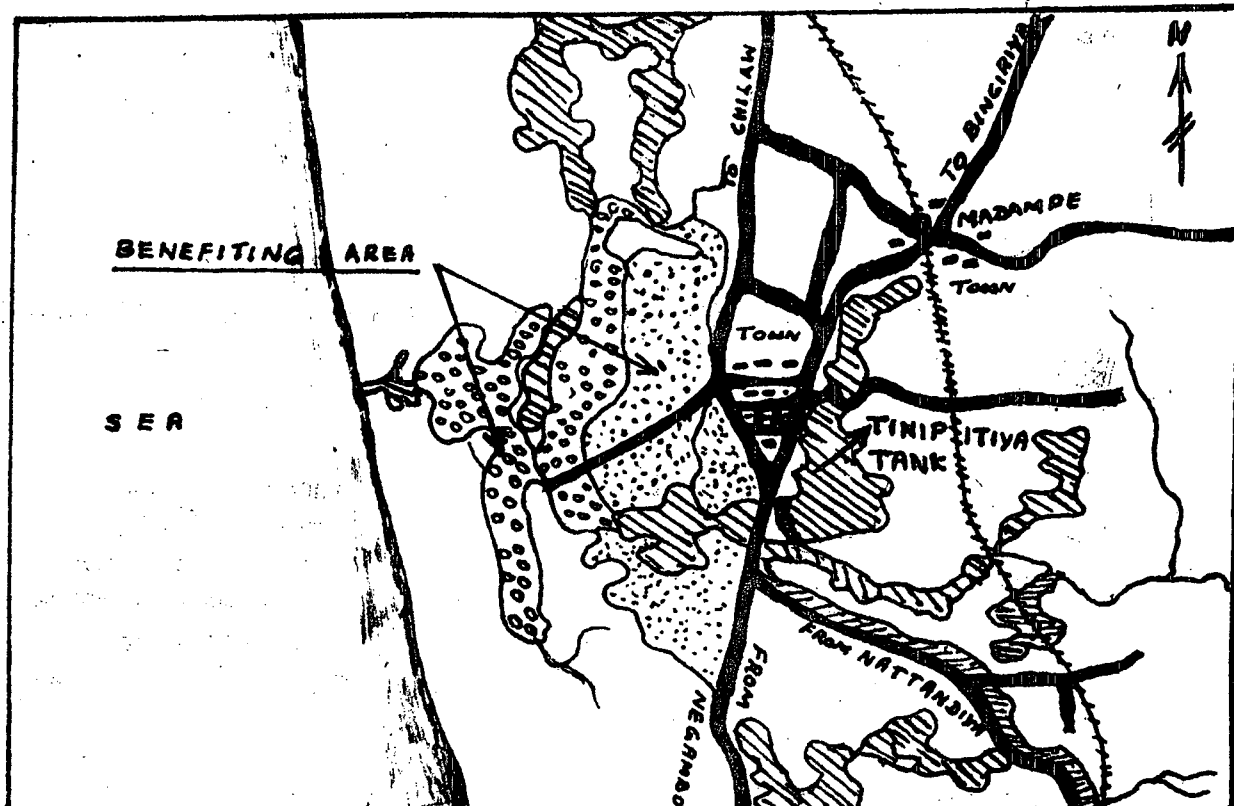 N
TO CHILAW
TO BINGIRIYA
MADAMPE
TOWN
BENEFITING AREA
TOWN
SEA
TINIPITIYA
TANK
FROM NATTANDIYA
FROM
NEGAMBO